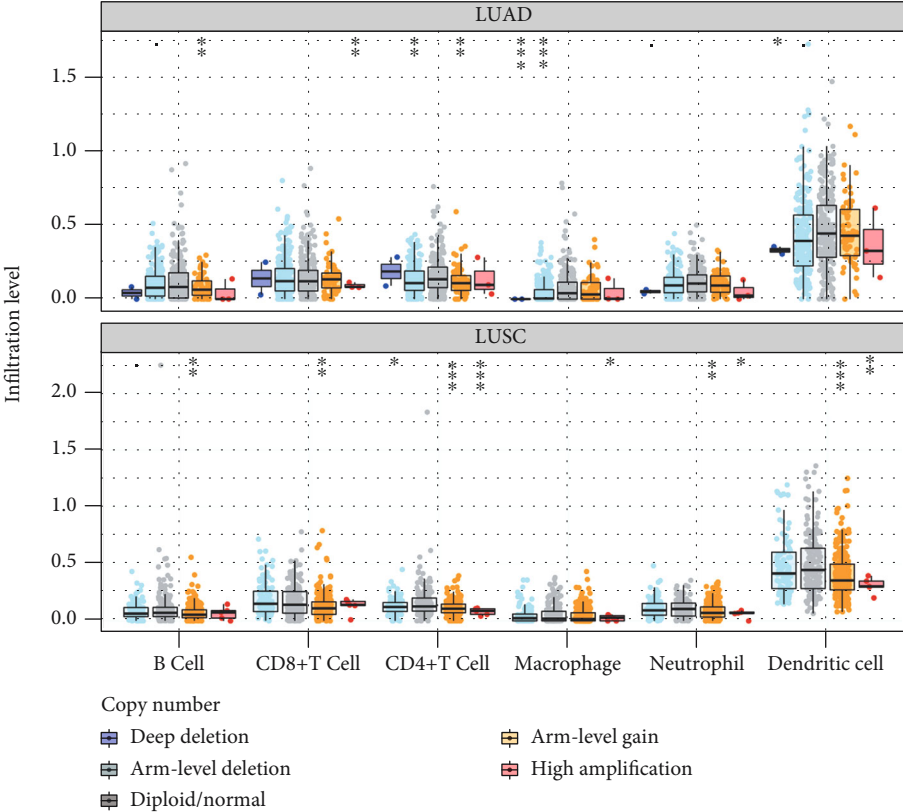 LUAD
. ** ** ** ** *** *** . * .
1.5
1.0
0.5
0.0
LUSC
. ** ** * *** *** * ** * *** **
2.0
1.5
1.0
0.5
0.0
Infiltration level
B Cell CD8+T Cell CD4+T Cell Macrophage Neutrophil Dendritic cell
Copy number
Deep deletion Arm-level gain
Arm-level deletion High amplification
Diploid/normal